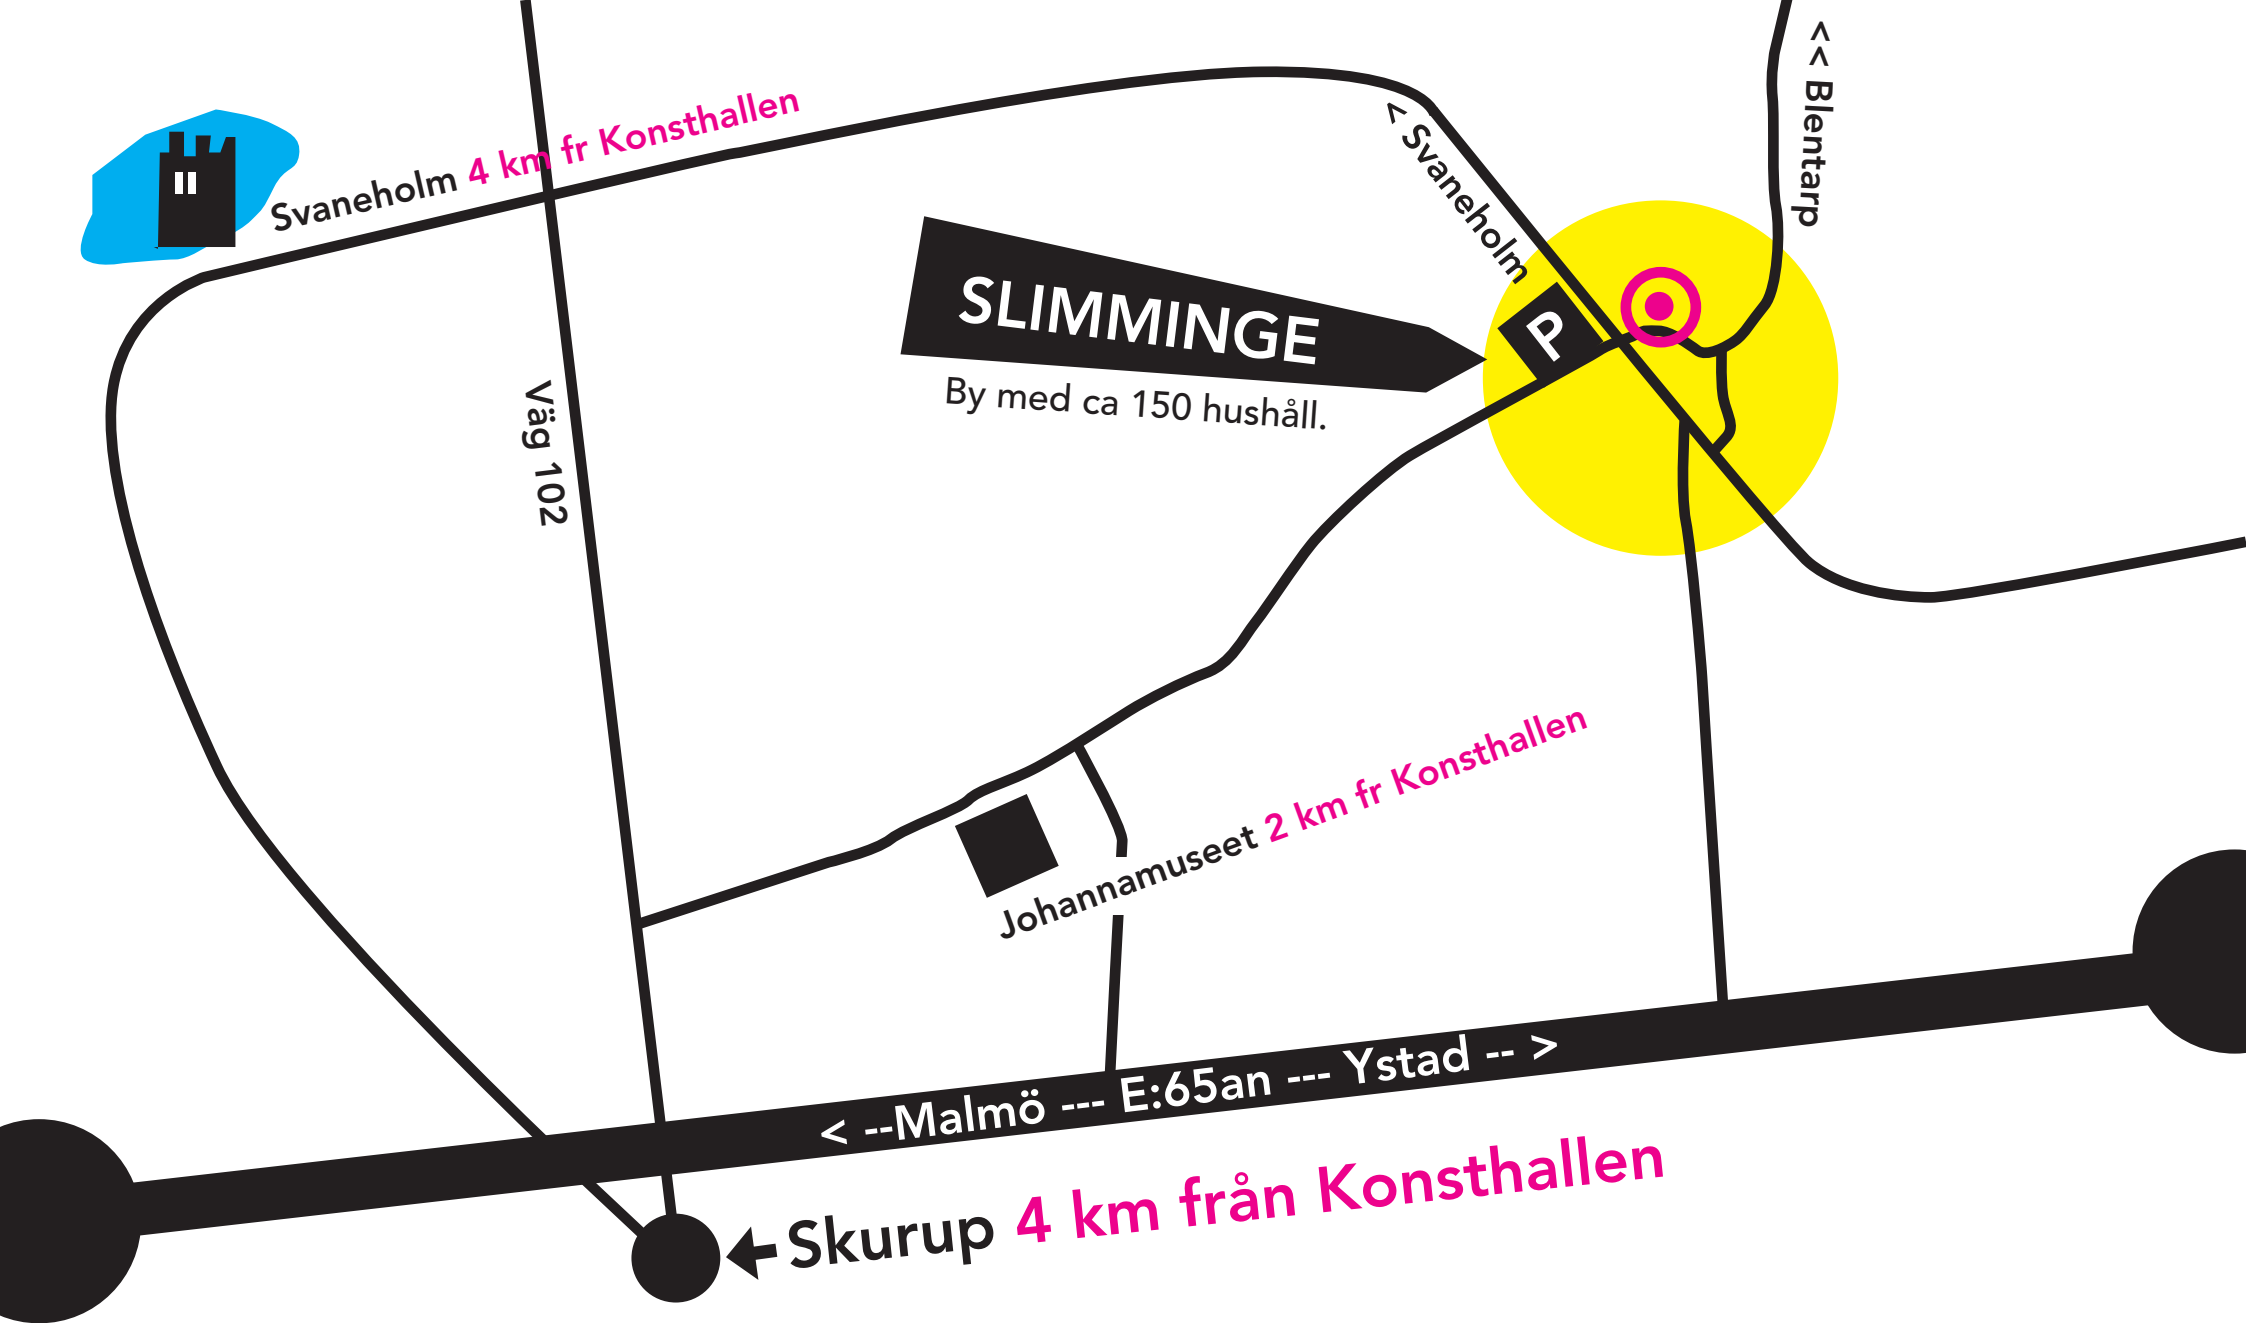 << Blentarp
Svaneholm 4 km fr Konsthallen
< Svaneholm
SLIMMINGE
P
By med ca 150 hushåll.
Väg 102
Johannamuseet 2 km fr Konsthallen
< --Malmö --- E:65an --- Ystad -- >
Skurup 4 km från Konsthallen